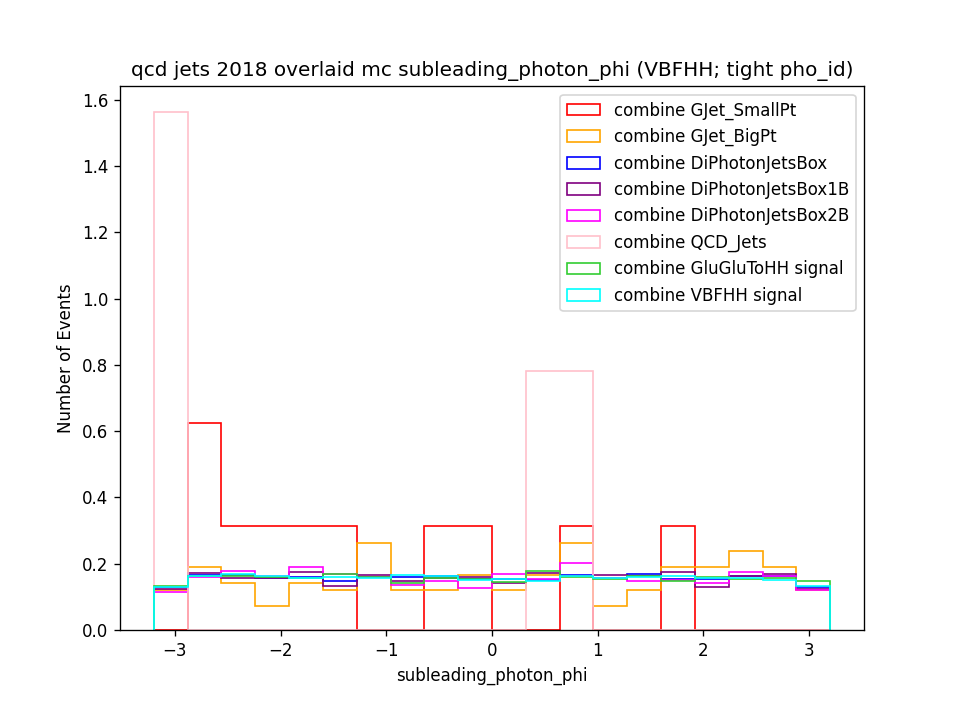 qcd jets 2018 overlaid mc subleading_photon_phi (VBFHH; tight pho_id)
1.6
1.4
1.2
1.0
0.8
0.6
0.4
0.2
0.0
Number of Events
combine GJet_SmallPt
combine GJet_BigPt
combine DiPhotonJetsBox
combine DiPhotonJetsBox1B
combine DiPhotonJetsBox2B
combine QCD_Jets
combine GluGluToHH signal
combine VBFHH signal
−3 −2 −1 0 1 2 3
subleading_photon_phi